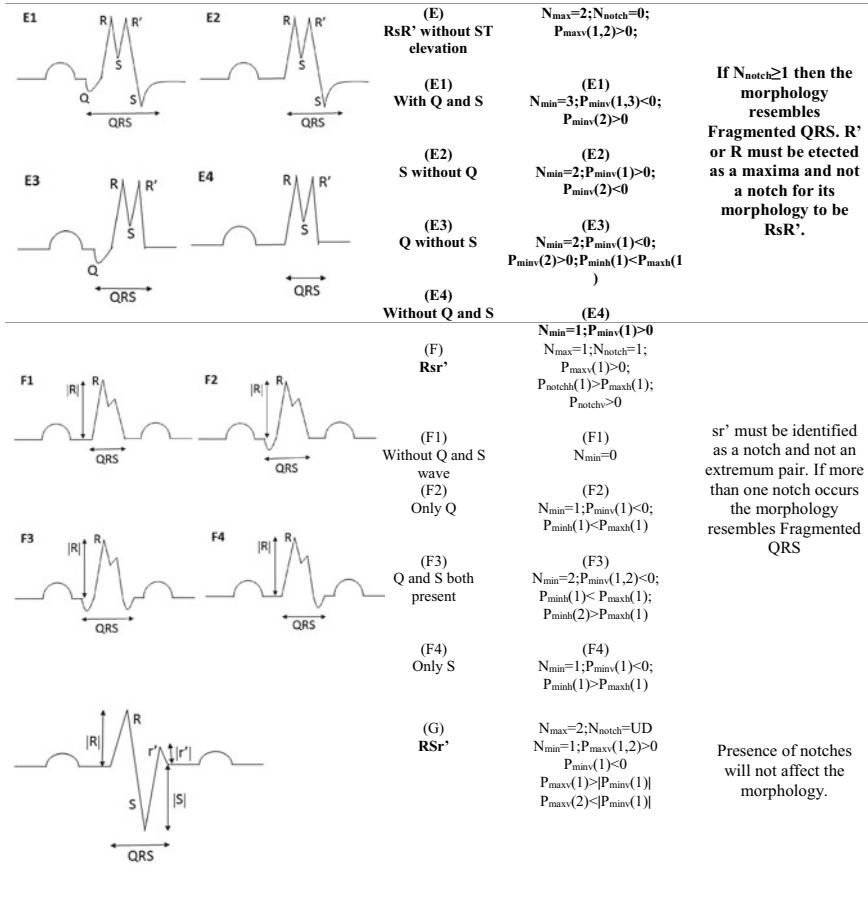 E1
R R'
S
Q
S
QRS
E2
R R'
S
S
QRS
E3
R R'
S
Q
QRS
E4
R R'
S
QRS
(E)
RsR' without ST
elevation
(E1)
With Q and S
(E2)
S without Q
(E3)
Q without S
(E4)
Without Q and S
Nmax=2;Nnotch=0;
Pmaxv(1,2)>0;
(E1)
Nmin=3;Pminv(1,3)<0;
Pminv(2)>0
(E2)
Nmin=2;Pminv(1)>0;
Pminv(2)<0
(E3)
Nmin=2;Pminv(1)<0;
Pminv(2)>0;Pminh(1)<Pmaxh(1
)
(E4)
Nmin=1;Pminv(1)>0
If Nnotch≥1 then the
morphology
resembles
Fragmented QRS. R'
or R must be etected
as a maxima and not
a notch for its
morphology to be
RsR'.
F1
|R|
R
QRS
F2
|R|
R
QRS
F3
|R|
R
QRS
F4
|R|
R
QRS
(F)
Rsr'
(F1)
Without Q and S
wave
(F2)
Only Q
(F3)
Q and S both
present
(F4)
Only S
Nmax=1;Nnotch=1;
Pmaxv(1)>0;
Pnotchh(1)>Pmaxh(1);
Pnotchv>0
(F1)
Nmin=0
(F2)
Nmin=1;Pminv(1)<0;
Pminh(1)<Pmaxh(1)
(F3)
Nmin=2;Pminv(1,2)<0;
Pminh(1)< Pmaxh(1);
Pminh(2)>Pmaxh(1)
(F4)
Nmin=1;Pminv(1)<0;
Pminh(1)>Pmaxh(1)
sr' must be identified
as a notch and not an
extremum pair. If more
than one notch occurs
the morphology
resembles Fragmented
QRS
|R|
R
r'
|r'|
S
|S|
QRS
(G)
RSr'
Nmax=2;Nnotch=UD
Nmin=1;Pmaxv(1,2)>0
Pminv(1)<0
Pmaxv(1)>|Pminv(1)|
Pmaxv(2)<|Pminv(1)|
Presence of notches
will not affect the
morphology.